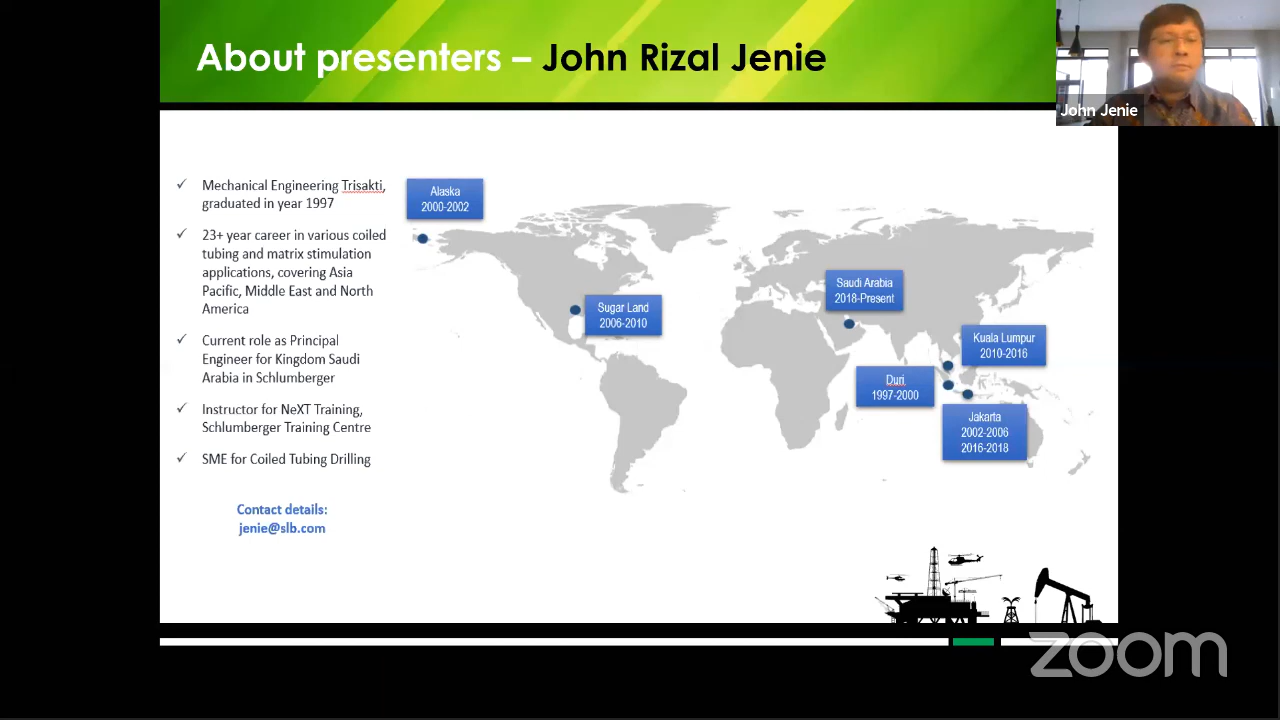 About presenters – John Rizal Jenie
John Jenie
Mechanical Engineering Trisakti,
graduated in year 1997
23+ year career in various coiled
tubing and matrix stimulation
applications, covering Asia
Pacific, Middle East and North
America
Current role as Principal
Engineer for Kingdom Saudi
Arabia in Schlumberger
Instructor for NeXT Training,
Schlumberger Training Centre
SME for Coiled Tubing Drilling
Contact details:
jenie@slb.com
Alaska
2000-2002
Sugar Land
2006-2010
Saudi Arabia
2018-Present
Kuala Lumpur
2010-2016
Duri
1997-2000
Jakarta
2002-2006
2016-2018
zoom